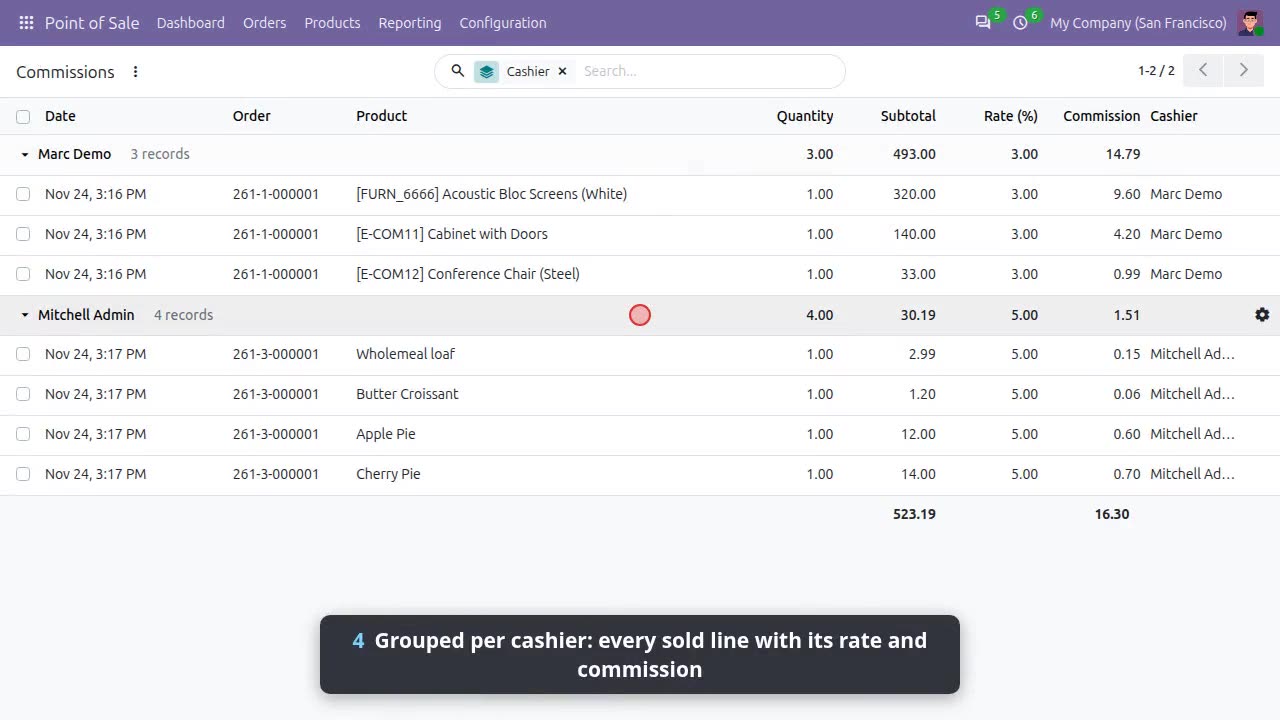 Point of Sale Dashboard Orders Products Reporting Configuration 5 6 My Company (San Francisco)
Commissions Cashier × Search... 1-2 / 2
Date Order Product Quantity Subtotal Rate (%) Commission Cashier
Marc Demo 3 records 3.00 493.00 3.00 14.79
Nov 24, 3:16 PM 261-1-000001 [FURN_6666] Acoustic Bloc Screens (White) 1.00 320.00 3.00 9.60 Marc Demo
Nov 24, 3:16 PM 261-1-000001 [E-COM11] Cabinet with Doors 1.00 140.00 3.00 4.20 Marc Demo
Nov 24, 3:16 PM 261-1-000001 [E-COM12] Conference Chair (Steel) 1.00 33.00 3.00 0.99 Marc Demo
Mitchell Admin 4 records 4.00 30.19 5.00 1.51
Nov 24, 3:17 PM 261-3-000001 Wholemeal loaf 1.00 2.99 5.00 0.15 Mitchell Ad...
Nov 24, 3:17 PM 261-3-000001 Butter Croissant 1.00 1.20 5.00 0.06 Mitchell Ad...
Nov 24, 3:17 PM 261-3-000001 Apple Pie 1.00 12.00 5.00 0.60 Mitchell Ad...
Nov 24, 3:17 PM 261-3-000001 Cherry Pie 1.00 14.00 5.00 0.70 Mitchell Ad...
523.19 16.30
4 Grouped per cashier: every sold line with its rate and
commission